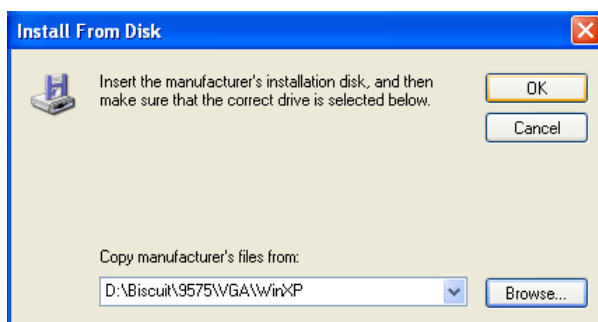 Install From Disk
Insert the manufacturer's installation disk, and then
make sure that the correct drive is selected below.
OK
Cancel
Copy manufacturer's files from:
D:\Biscuit\9575\VGA\WinXP
Browse...